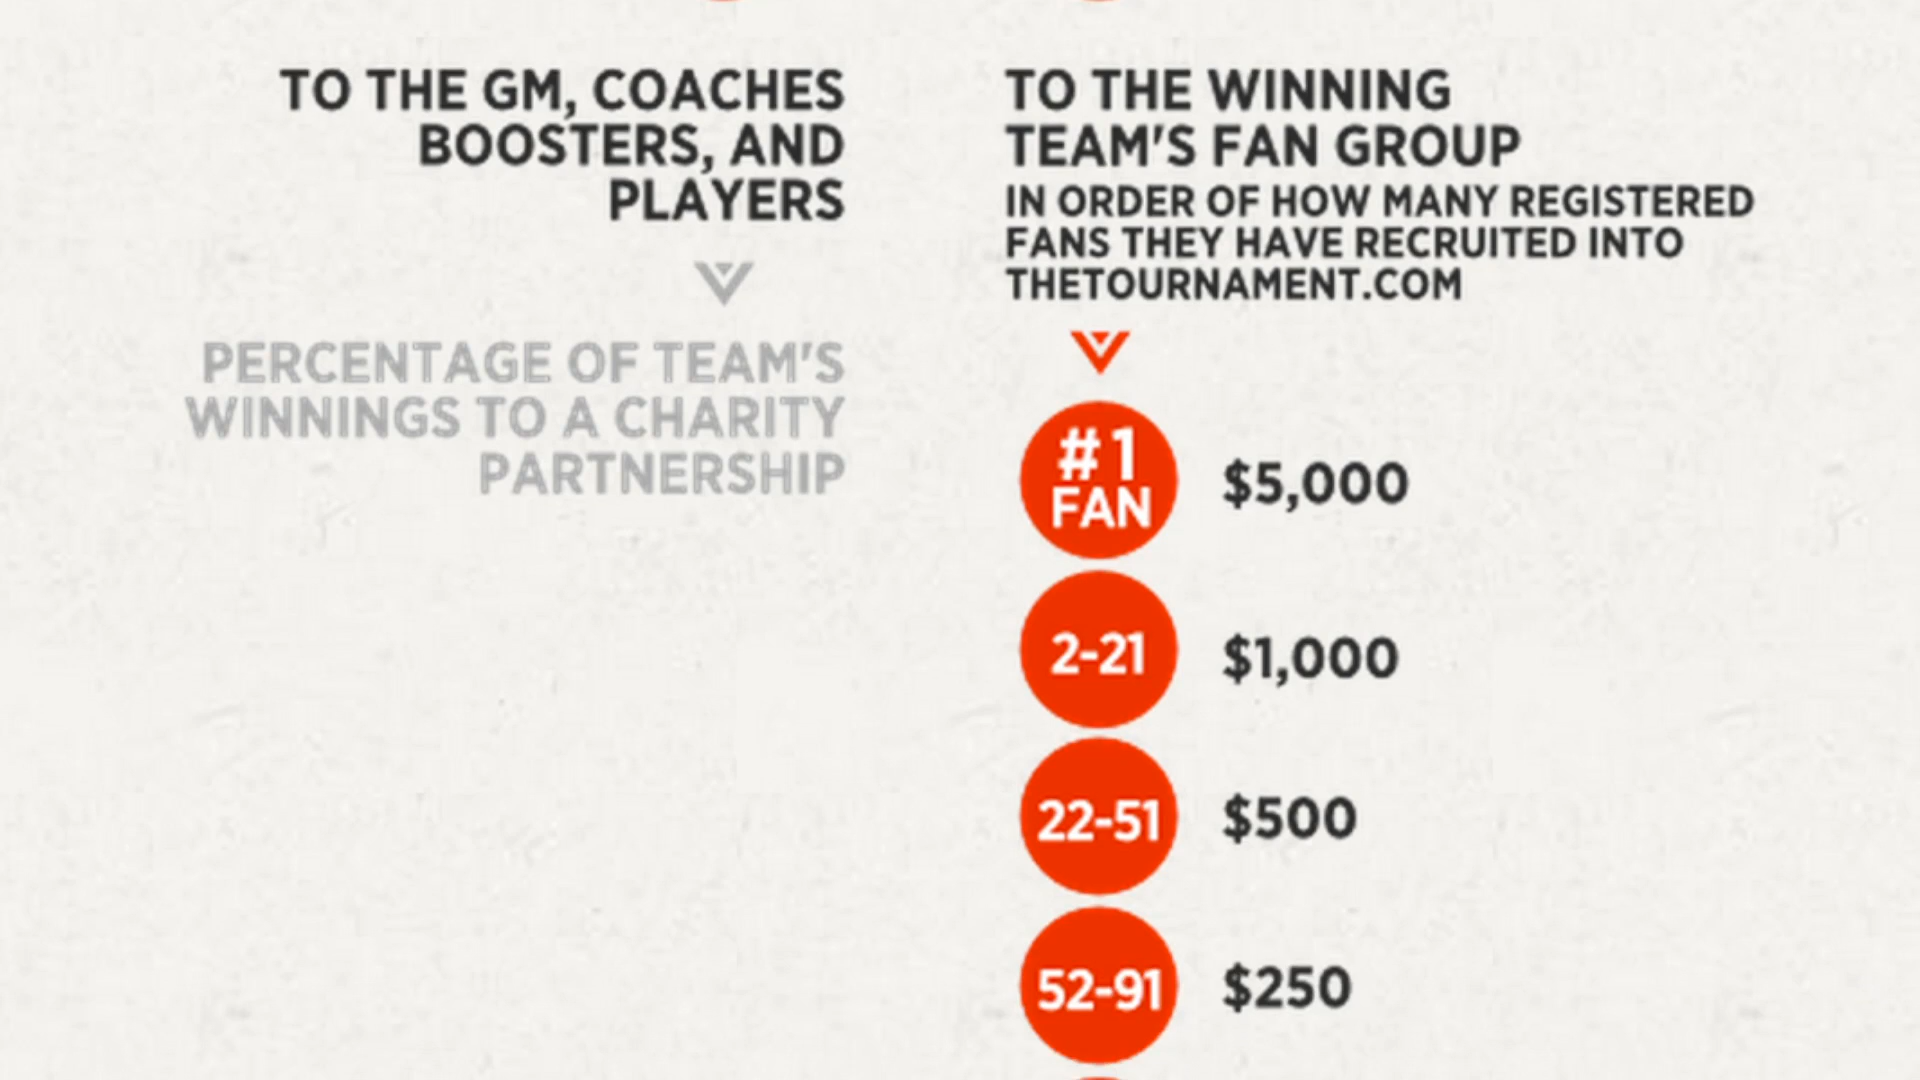 TO THE GM, COACHES
BOOSTERS, AND
PLAYERS
PERCENTAGE OF TEAM'S
WINNINGS TO A CHARITY
PARTNERSHIP
TO THE WINNING
TEAM'S FAN GROUP
IN ORDER OF HOW MANY REGISTERED
FANS THEY HAVE RECRUITED INTO
THETOURNAMENT.COM
#1
FAN
$5,000
2-21
$1,000
22-51
$500
52-91
$250